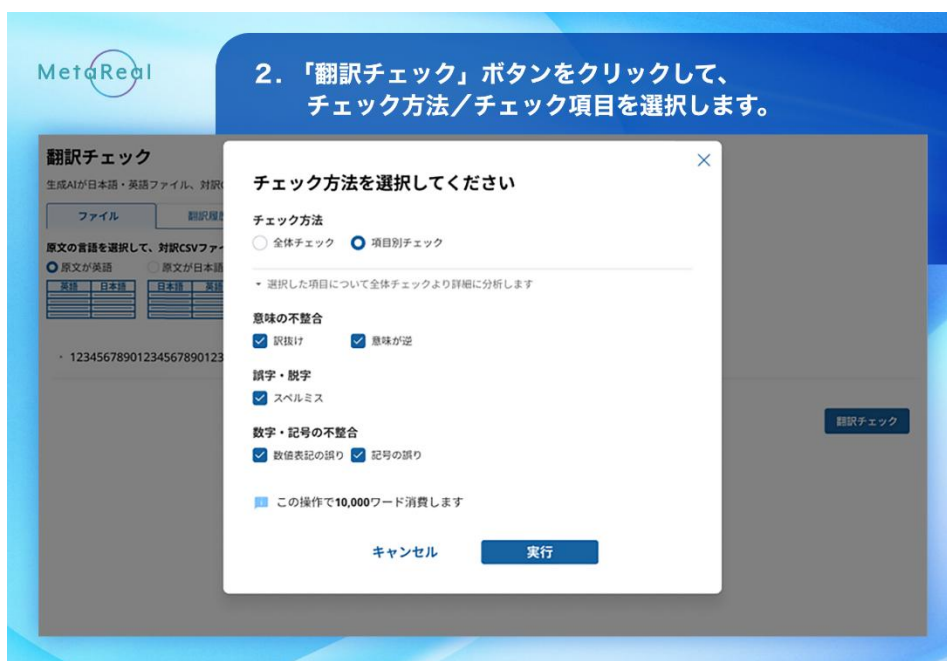 MetaReal
2.「翻訳チェック」ボタンをクリックして、
チェック方法／チェック項目を選択します。
翻訳チェック
生成AIが日本語・英語ファイル、対訳
ファイル
翻訳履
原文の言語を選択して、対訳CSVファ
原文が英語
原文が日本語
英語 日本語
日本語 英
1234567890123456789012 3
翻訳チェック
チェック方法を選択してください
チェック方法
全体チェック 項目別チェック
選択した項目について全体チェックより詳細に分析します
意味の不整合
訳抜け 意味が逆
誤字・脱字
スペルミス
数字・記号の不整合
数値表記の誤り 記号の誤り
この操作で10,000ワード消費します
キャンセル 実行